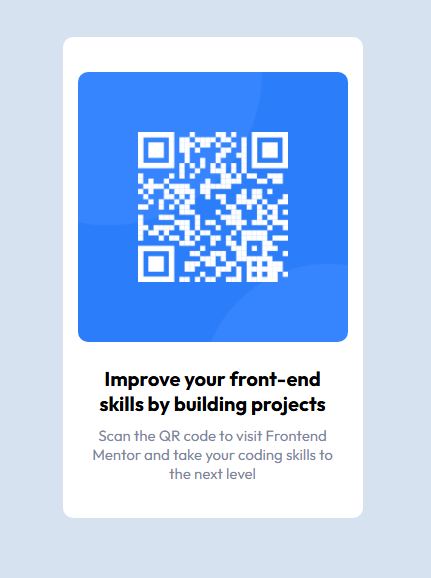 Improve your front-end
skills by building projects
Scan the QR code to visit Frontend
Mentor and take your coding skills to
the next level